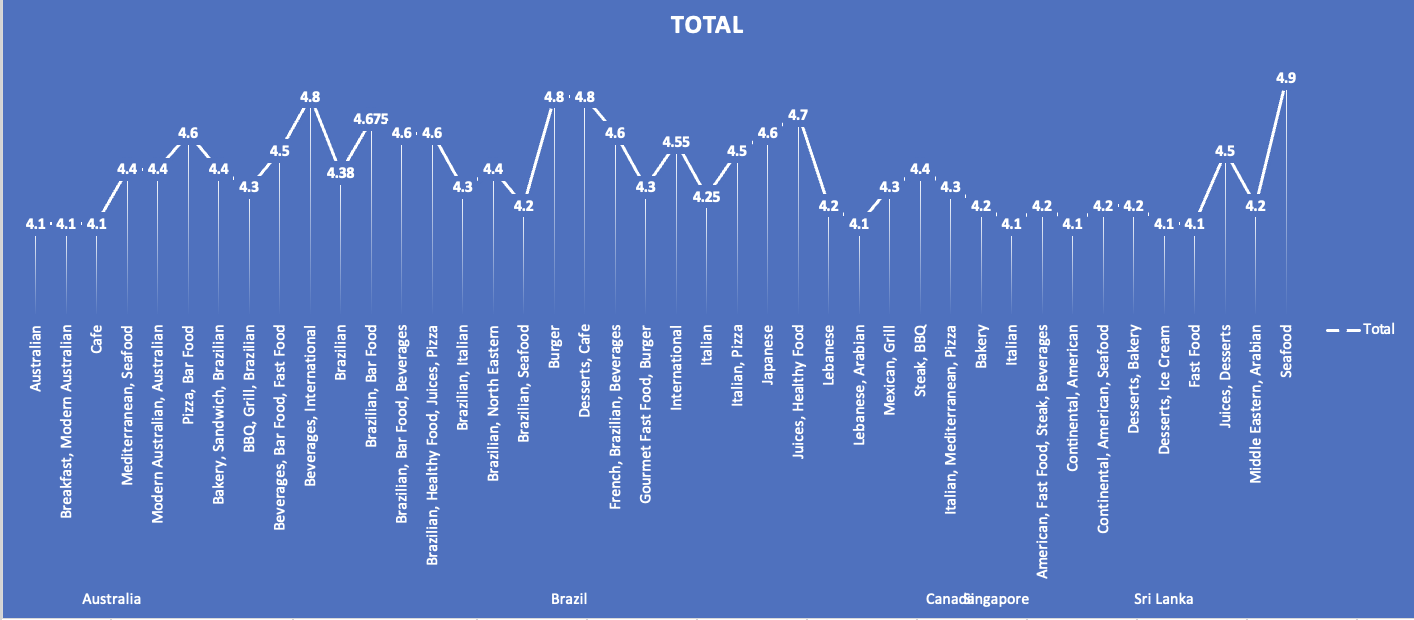 TOTAL
4.1
4.1
4.1
4.4
4.4
4.6
4.4
4.3
4.5
4.8
4.38
4.675
4.6
4.6
4.3
4.4
4.2
4.8
4.8
4.6
4.3
4.55
4.25
4.5
4.6
4.7
4.2
4.1
4.3
4.4
4.3
4.2
4.1
4.2
4.1
4.2
4.2
4.1
4.1
4.5
4.2
4.9
Australian
Breakfast, Modern Australian
Cafe
Mediterranean, Seafood
Modern Australian, Australian
Pizza, Bar Food
Bakery, Sandwich, Brazilian
BBQ, Grill, Brazilian
Beverages, Bar Food, Fast Food
Beverages, International
Brazilian
Brazilian, Bar Food
Brazilian, Bar Food, Beverages
Brazilian, Healthy Food, Juices, Pizza
Brazilian, Italian
Brazilian, North Eastern
Brazilian, Seafood
Burger
Desserts, Cafe
French, Brazilian, Beverages
Gourmet Fast Food, Burger
International
Italian
Italian, Pizza
Japanese
Juices, Healthy Food
Lebanese
Lebanese, Arabian
Mexican, Grill
Steak, BBQ
Italian, Mediterranean, Pizza
Bakery
Italian
American, Fast Food, Steak, Beverages
Continental, American
Continental, American, Seafood
Desserts, Bakery
Desserts, Ice Cream
Fast Food
Juices, Desserts
Middle Eastern, Arabian
Seafood
Total
Australia
Brazil
Canada
Singapore
Sri Lanka